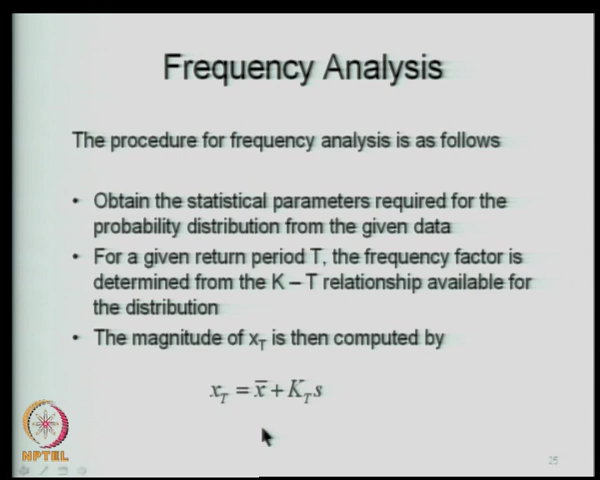 Frequency Analysis
The procedure for frequency analysis is as follows
• Obtain the statistical parameters required for the
probability distribution from the given data
• For a given return period T, the frequency factor is
determined from the K – T relationship available for
the distribution
• The magnitude of x_T is then computed by
x_T = x̄ + K_T s
NPTEL
25